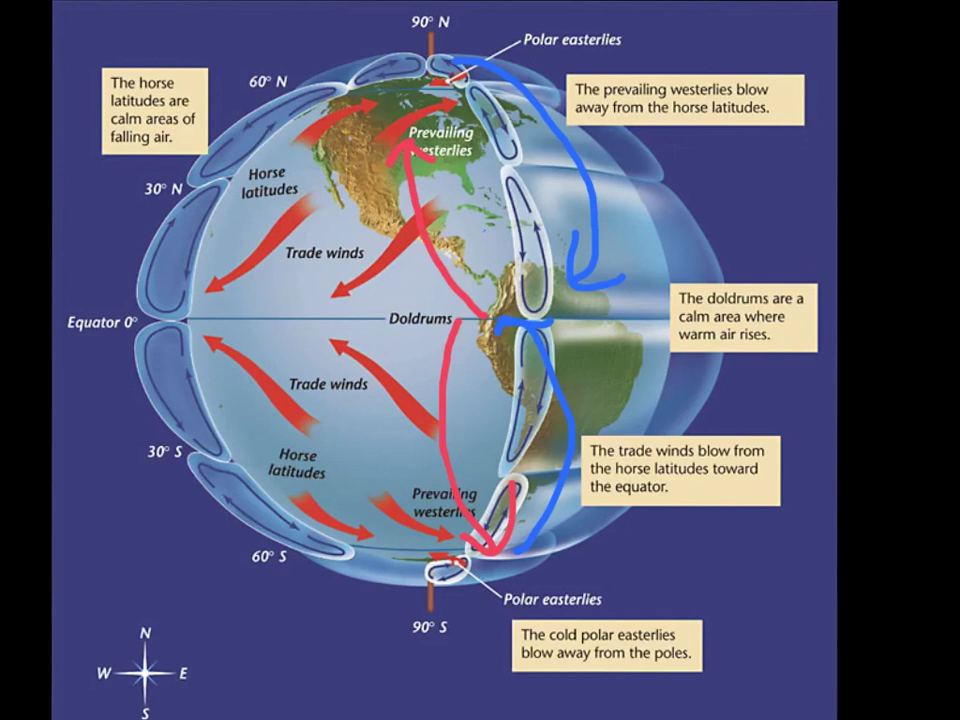 90° N
Polar easterlies
60° N
The horse
latitudes are
calm areas of
falling air.
The prevailing westerlies blow
away from the horse latitudes.
Prevailing
westerlies
Horse
latitudes
30° N
Trade winds
The doldrums are a
calm area where
warm air rises.
Equator 0°
Doldrums
Trade winds
30° S
Horse
latitudes
The trade winds blow from
the horse latitudes toward
the equator.
Prevailing
westerlies
60° S
Polar easterlies
90° S
The cold polar easterlies
blow away from the poles.
N
W E
S